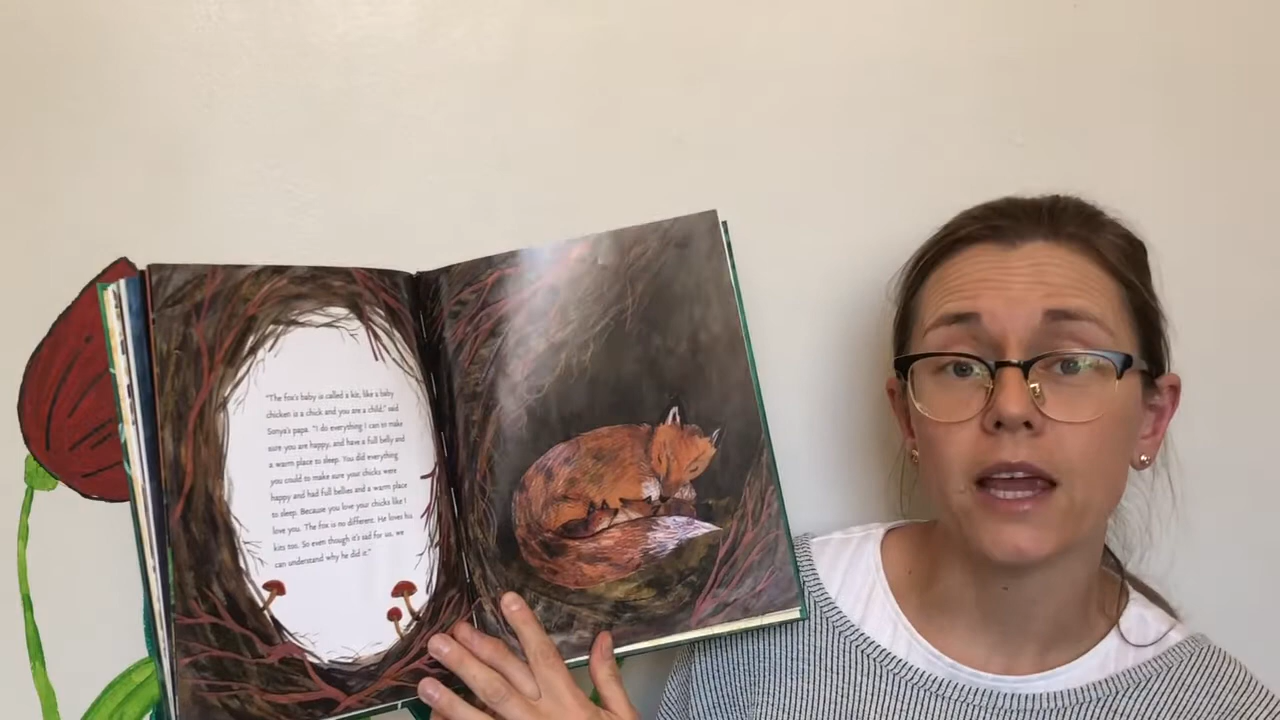 "The fox's baby is called a kit, like a baby
chicken is a chick and you are a child," said
Sonya's papa. "I do everything I can to make
sure you are happy, and have a full belly and
a warm place to sleep. You did everything
you could to make sure your chicks were
happy and had full bellies and a warm place
to sleep. Because you love your chicks like I
love you. The fox is no different. He loves his
kits too. So even though it's sad for us, we
can understand why he did it."